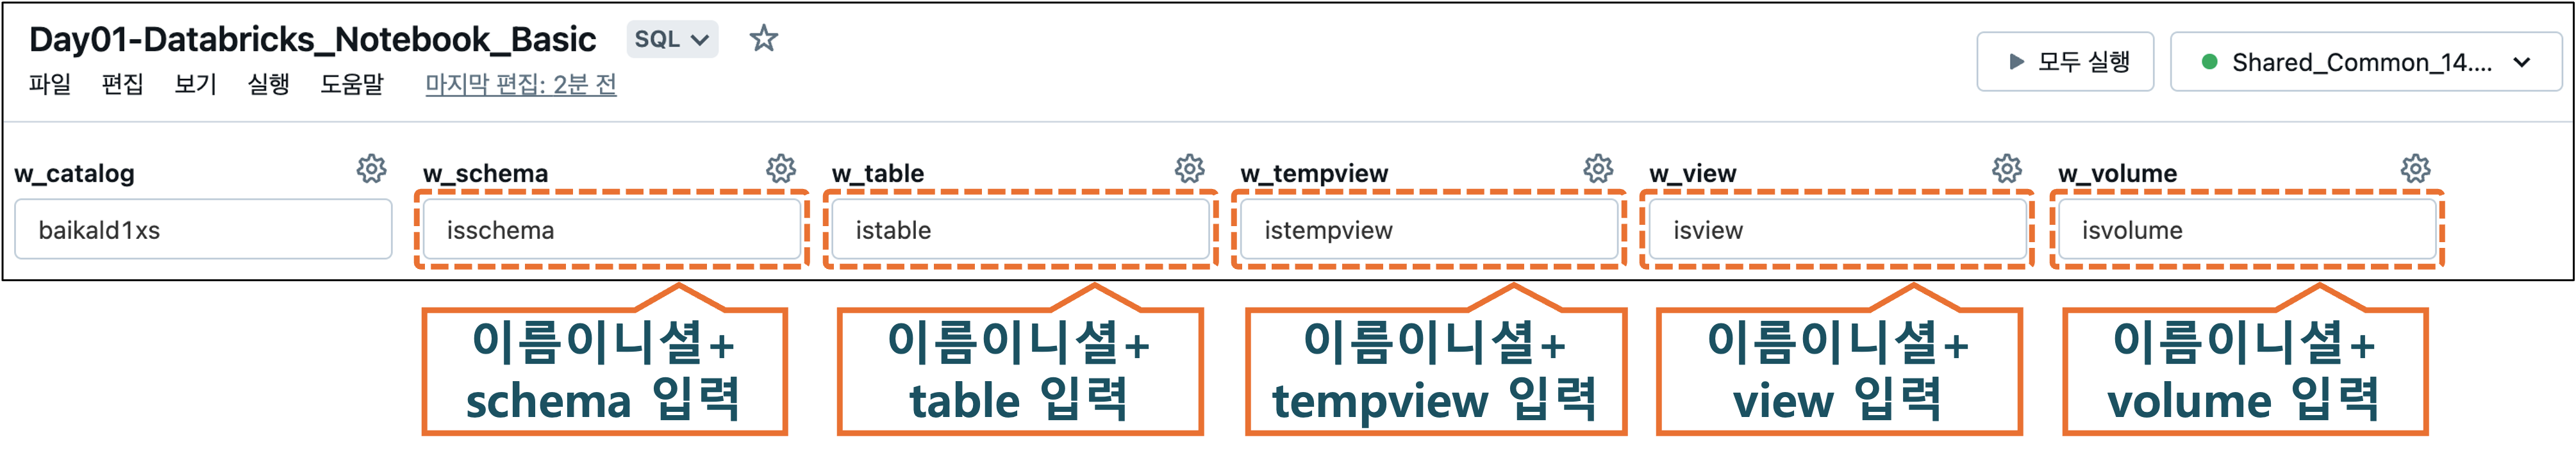 Day01-Databricks_Notebook_Basic SQL
파일 편집 보기 실행 도움말 마지막 편집: 2분 전
모두 실행 Shared_Common_14....
w_catalog w_schema w_table w_tempview w_view w_volume
baikald1xs isschema istable istempview isview isvolume
이름이니셜+
schema 입력
이름이니셜+
table 입력
이름이니셜+
tempview 입력
이름이니셜+
view 입력
이름이니셜+
volume 입력